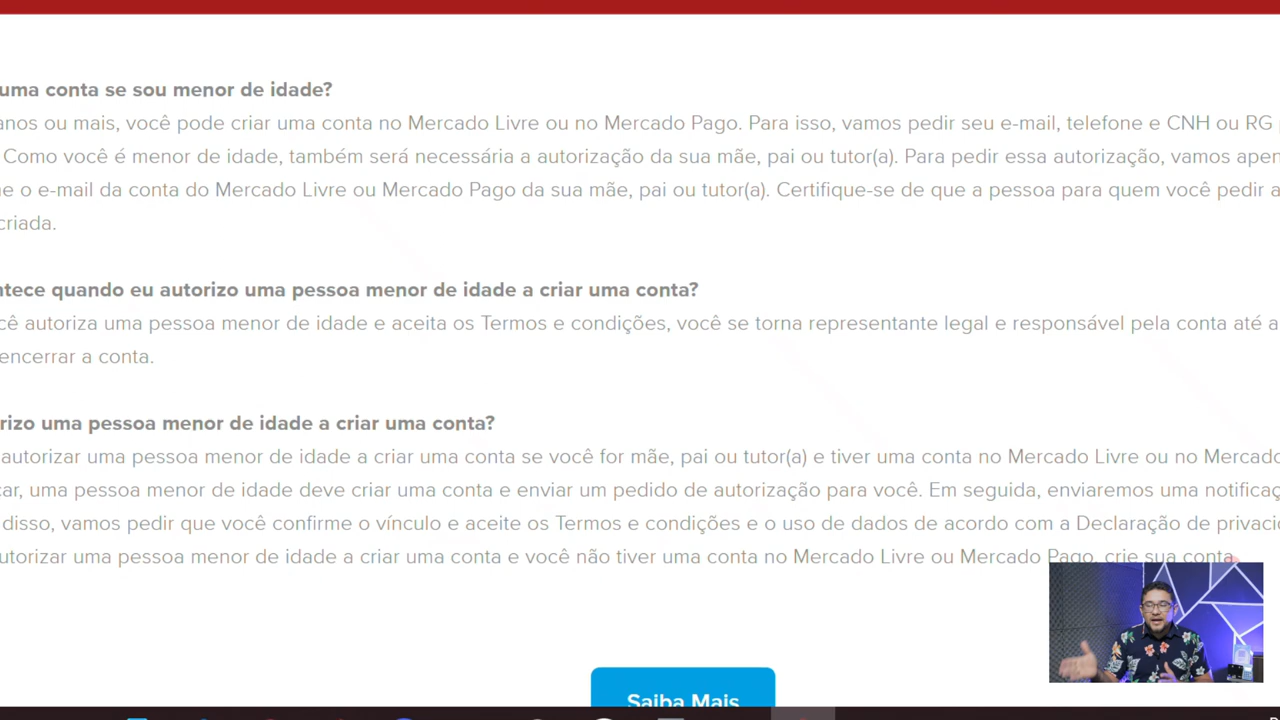 uma conta se sou menor de idade?
anos ou mais, você pode criar uma conta no Mercado Livre ou no Mercado Pago. Para isso, vamos pedir seu e-mail, telefone e CNH ou RG
Como você é menor de idade, também será necessária a autorização da sua mãe, pai ou tutor(a). Para pedir essa autorização, vamos apen
e o e-mail da conta do Mercado Livre ou Mercado Pago da sua mãe, pai ou tutor(a). Certifique-se de que a pessoa para quem você pedir a
criada.
ntece quando eu autorizo uma pessoa menor de idade a criar uma conta?
cê autoriza uma pessoa menor de idade e aceita os Termos e condições, você se torna representante legal e responsável pela conta até a
encerrar a conta.
rizo uma pessoa menor de idade a criar uma conta?
autorizar uma pessoa menor de idade a criar uma conta se você for mãe, pai ou tutor(a) e tiver uma conta no Mercado Livre ou no Mercado
car, uma pessoa menor de idade deve criar uma conta e enviar um pedido de autorização para você. Em seguida, enviaremos uma notificaç
disso, vamos pedir que você confirme o vínculo e aceite os Termos e condições e o uso de dados de acordo com a Declaração de privacid
utorizar uma pessoa menor de idade a criar uma conta e você não tiver uma conta no Mercado Livre ou Mercado Pago, crie sua conta.
Saiba Mais